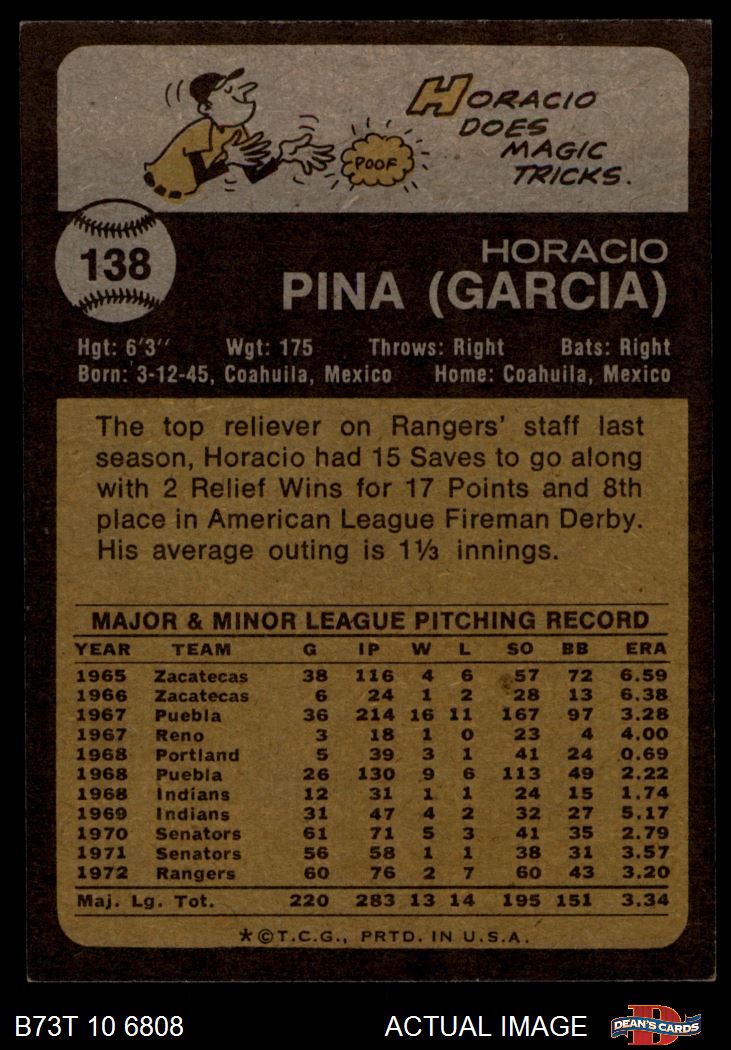 HORACIO
DOES
MAGIC
TRICKS.
POOF
138
HORACIO
PINA (GARCIA)
Hgt: 6'3" Wgt: 175 Throws: Right Bats: Right
Born: 3-12-45, Coahuila, Mexico Home: Coahuila, Mexico
The top reliever on Rangers' staff last
season, Horacio had 15 Saves to go along
with 2 Relief Wins for 17 Points and 8th
place in American League Fireman Derby.
His average outing is 1⅓ innings.
MAJOR & MINOR LEAGUE PITCHING RECORD
YEAR TEAM G IP W L SO BB ERA
1965 Zacatecas 38 116 4 6 57 72 6.59
1966 Zacatecas 6 24 1 2 28 13 6.38
1967 Puebla 36 214 16 11 167 97 3.28
1967 Reno 3 18 1 0 23 4 4.00
1968 Portland 5 39 3 1 41 24 0.69
1968 Puebla 26 130 9 6 113 49 2.22
1968 Indians 12 31 1 1 24 15 1.74
1969 Indians 31 47 4 2 32 27 5.17
1970 Senators 61 71 5 3 41 35 2.79
1971 Senators 56 58 1 1 38 31 3.57
1972 Rangers 60 76 2 7 60 43 3.20
Maj. Lg. Tot. 220 283 13 14 195 151 3.34
*©T.C.G., PRTD. IN U.S.A.
B73T 10 6808 ACTUAL IMAGE D DEAN'S CARDS